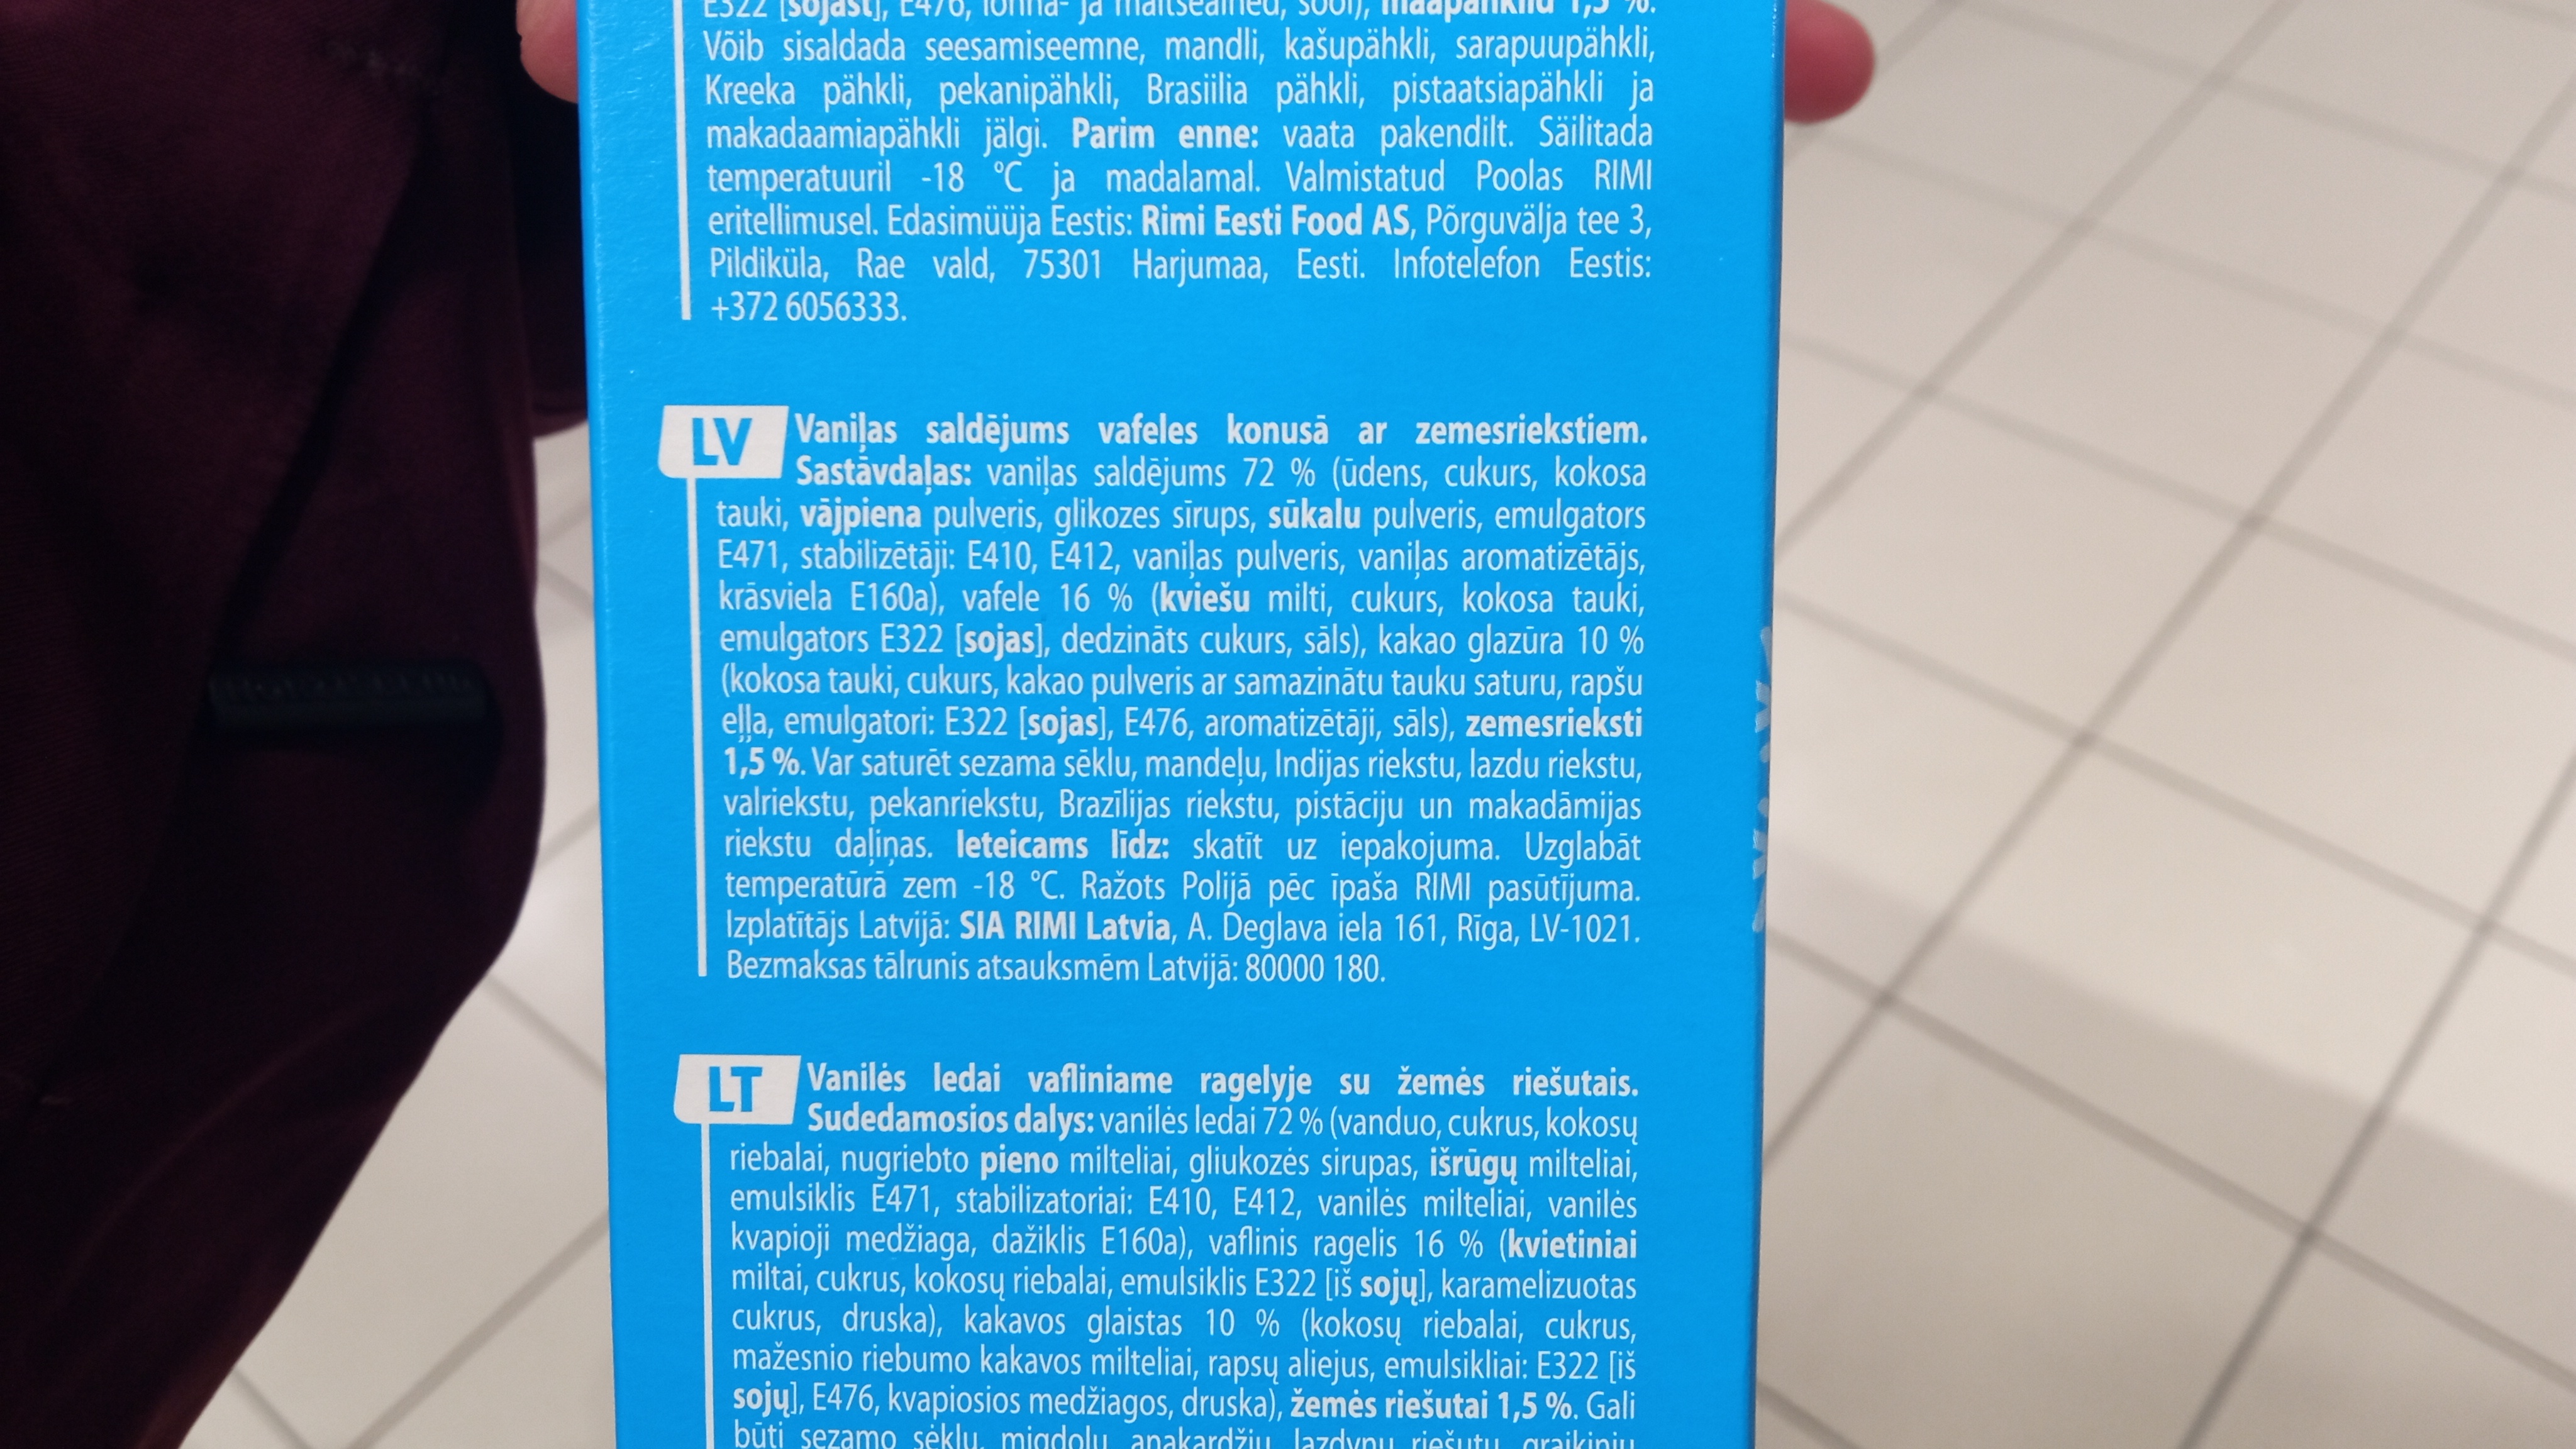 E322 [sojast], E476, lõhna- ja maitseained, sool), maapähklid 1,5 %.
Võib sisaldada seesamiseemne, mandli, kašupähkli, sarapuupähkli,
Kreeka pähkli, pekanipähkli, Brasiilia pähkli, pistaatsiapähkli ja
makadaamiapähkli jälgi. Parim enne: vaata pakendilt. Säilitada
temperatuuril -18 °C ja madalamal. Valmistatud Poolas RIMI
eritellimusel. Edasimüüja Eestis: Rimi Eesti Food AS, Põrguvälja tee 3,
Pildiküla, Rae vald, 75301 Harjumaa, Eesti. Infotelefon Eestis:
+372 6056333.
LV Vaniļas saldējums vafeles konusā ar zemesriekstiem.
Sastāvdaļas: vaniļas saldējums 72 % (ūdens, cukurs, kokosa
tauki, vājpiena pulveris, glikozes sīrups, sūkalu pulveris, emulgators
E471, stabilizētāji: E410, E412, vaniļas pulveris, vaniļas aromatizētājs,
krāsviela E160a), vafele 16 % (kviešu milti, cukurs, kokosa tauki,
emulgators E322 [sojas], dedzināts cukurs, sāls), kakao glazūra 10 %
(kokosa tauki, cukurs, kakao pulveris ar samazinātu tauku saturu, rapšu
eļļa, emulgatori: E322 [sojas], E476, aromatizētāji, sāls), zemesrieksti
1,5 %. Var saturēt sezama sēklu, mandeļu, Indijas riekstu, lazdu riekstu,
valriekstu, pekanriekstu, Brazīlijas riekstu, pistāciju un makadāmijas
riekstu daļiņas. Ieteicams līdz: skatīt uz iepakojuma. Uzglabāt
temperatūrā zem -18 °C. Ražots Polijā pēc īpaša RIMI pasūtījuma.
Izplatītājs Latvijā: SIA RIMI Latvia, A. Deglava iela 161, Rīga, LV-1021.
Bezmaksas tālrunis atsauksmēm Latvijā: 80000 180.
LT Vanilės ledai vafliniame ragelyje su žemės riešutais.
Sudedamosios dalys: vanilės ledai 72 % (vanduo, cukrus, kokosų
riebalai, nugriebto pieno milteliai, gliukozės sirupas, išrūgų milteliai,
emulsiklis E471, stabilizatoriai: E410, E412, vanilės milteliai, vanilės
kvapioji medžiaga, dažiklis E160a), vaflinis ragelis 16 % (kvietiniai
miltai, cukrus, kokosų riebalai, emulsiklis E322 [iš sojų], karamelizuotas
cukrus, druska), kakavos glaistas 10 % (kokosų riebalai, cukrus,
mažesnio riebumo kakavos milteliai, rapsų aliejus, emulsikliai: E322 [iš
sojų], E476, kvapiosios medžiagos, druska), žemės riešutai 1,5 %. Gali
būti sezamo sėklų, migdolų, anakardžių, lazdynų riešutų, graikinių